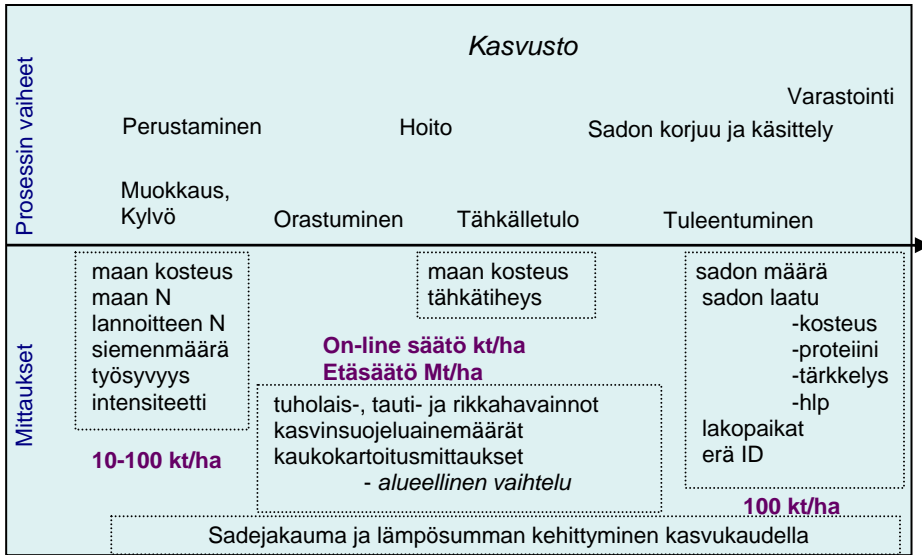 Prosessin vaiheet
Kasvusto
Varastointi
Perustaminen
Hoito
Sadon korjuu ja käsittely
Muokkaus,
Kylvö
Orastuminen
Tähkälletulo
Tuleentuminen
Mittaukset
maan kosteus
maan N
lannoitteen N
siemenmäärä
työsyvyys
intensiteetti
10-100 kt/ha
maan kosteus
tähkätiheys
On-line säätö kt/ha
Etäsäätö Mt/ha
tuholais-, tauti- ja rikkahavainnot
kasvinsuojeluainemäärät
kaukokartoitusmittaukset
- alueellinen vaihtelu
sadon määrä
sadon laatu
-kosteus
-proteiini
-tärkkelys
-hlp
lakopaikat
erä ID
100 kt/ha
Sadejakauma ja lämpösumman kehittyminen kasvukaudella